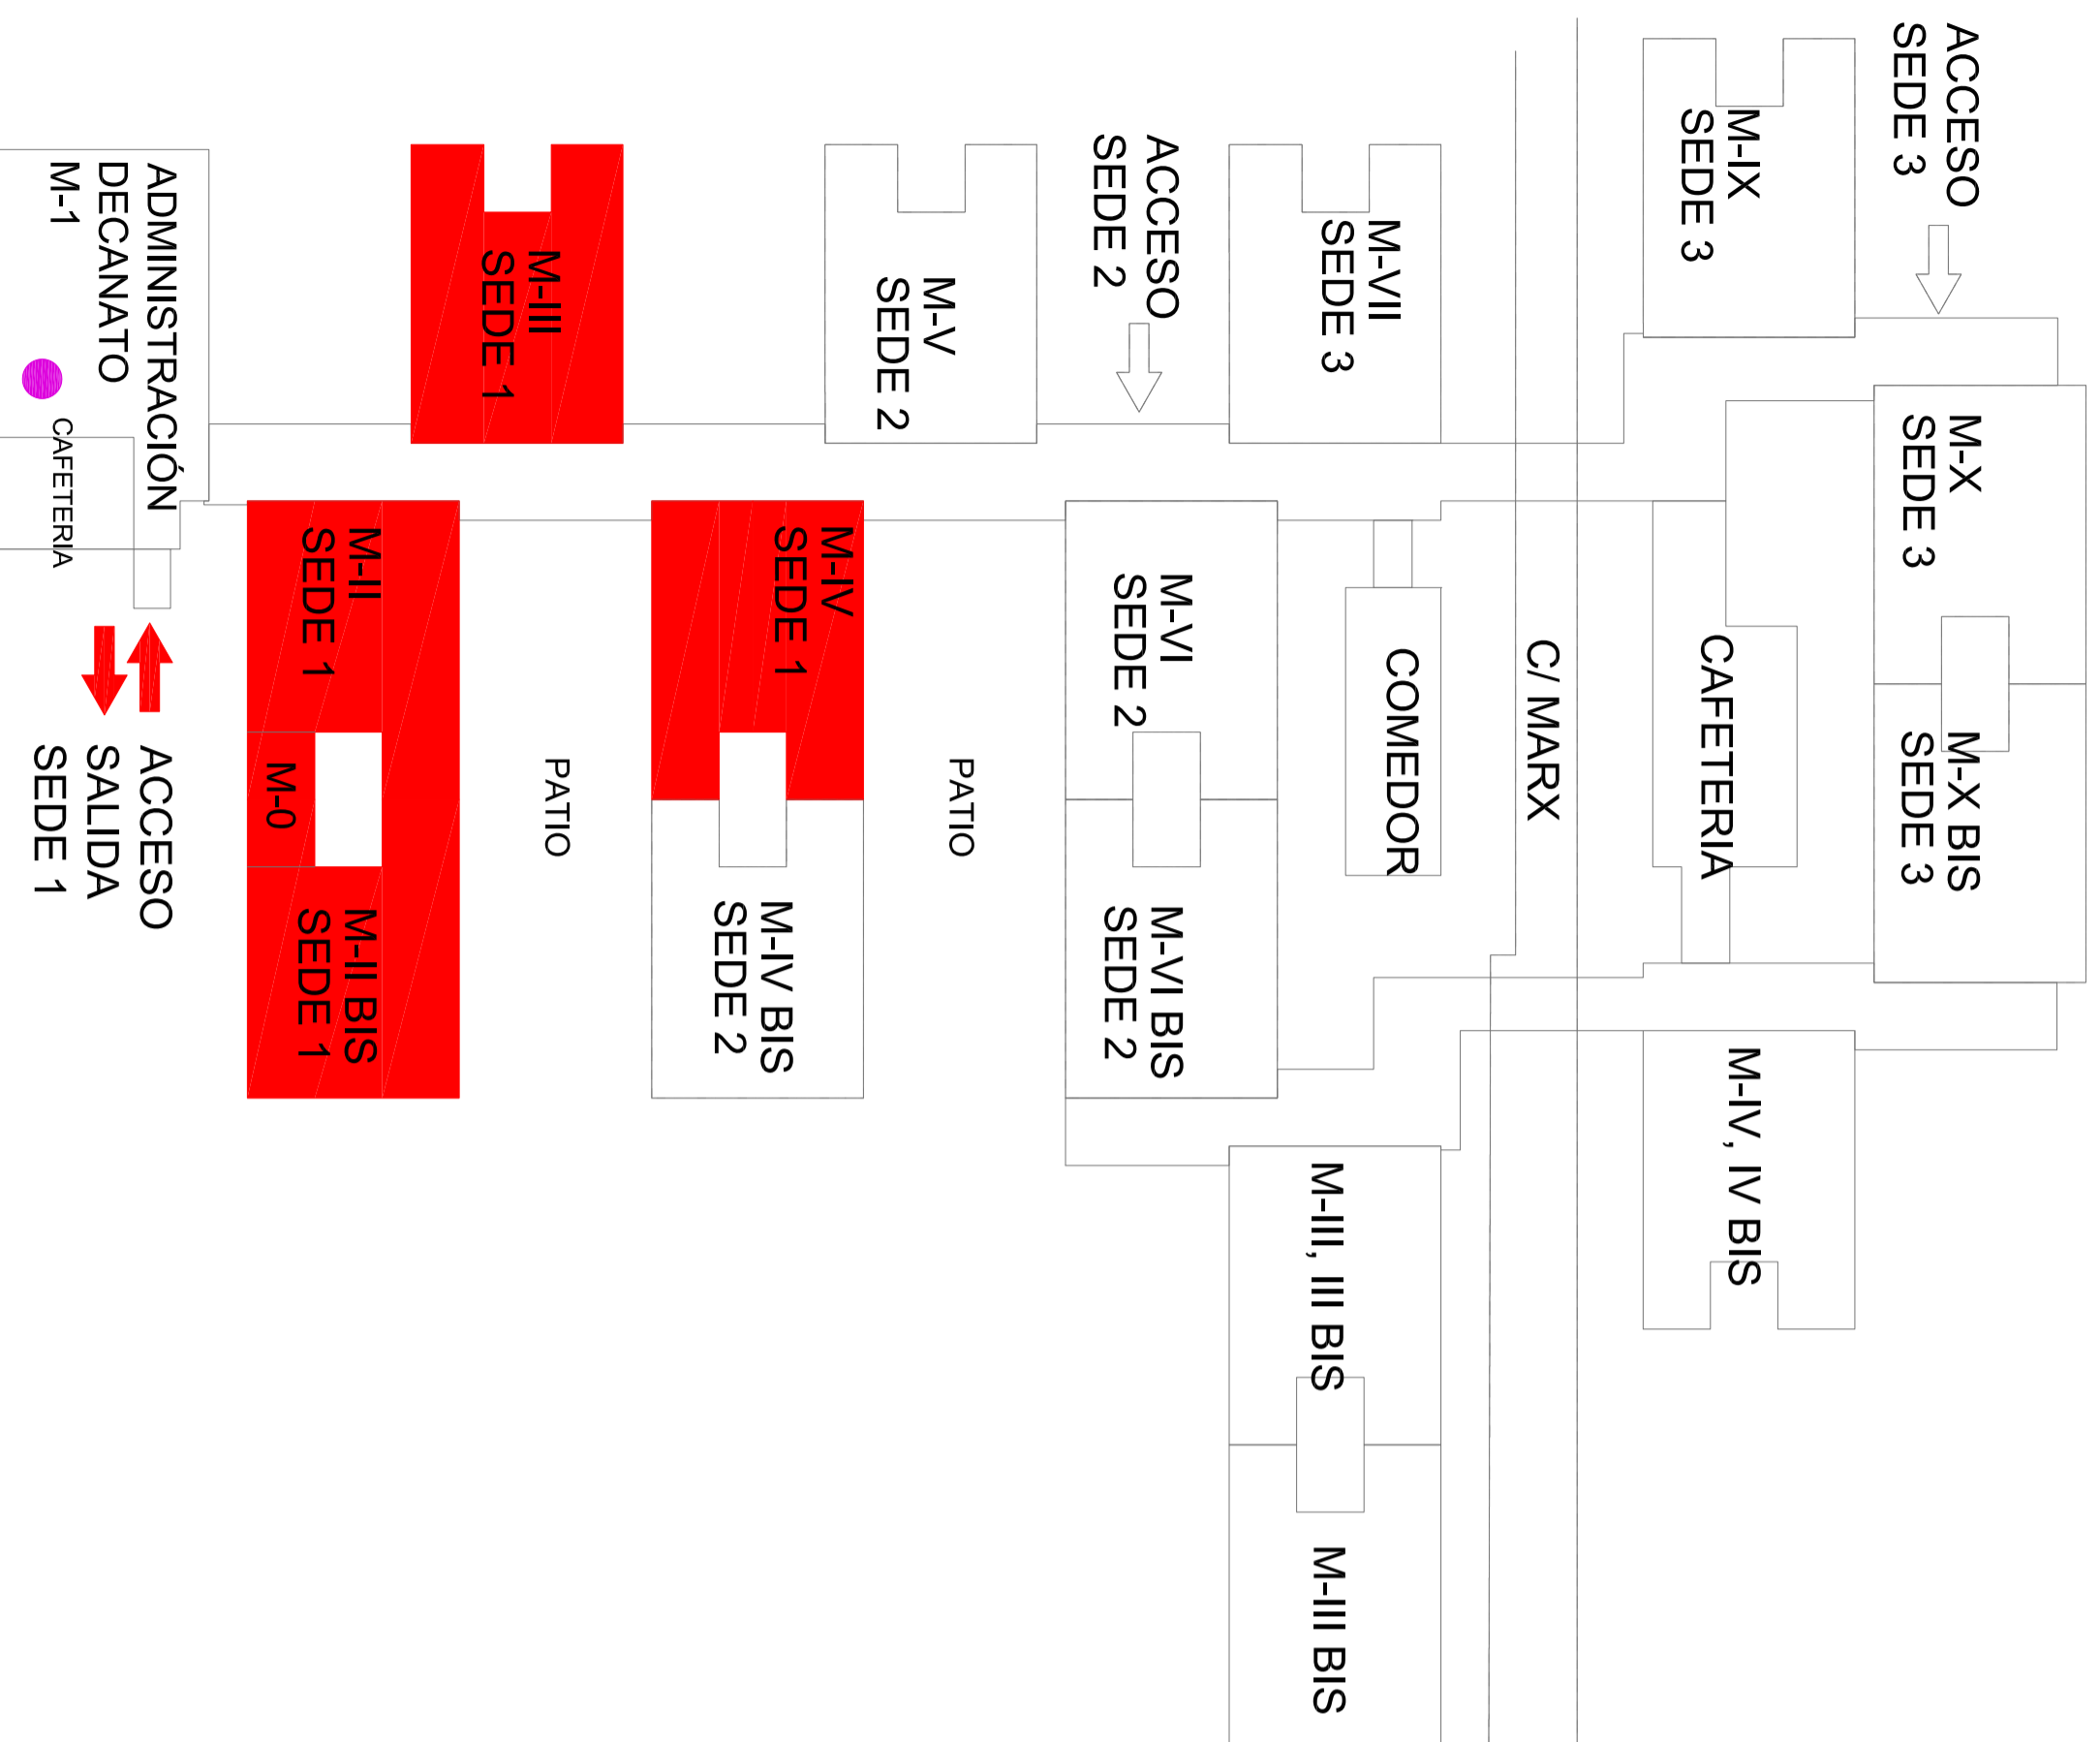 ADMINISTRACIÓN
DECANATO
M-1
CAFETERIA
ACCESO
SALIDA
SEDE 1
M-II
SEDE 1
M-0
M-II BIS
SEDE 1
M-III
SEDE 1
PATIO
M-IV
SEDE 1
M-IV BIS
SEDE 2
M-V
SEDE 2
PATIO
ACCESO
SEDE 2
M-VI
SEDE 2
M-VI BIS
SEDE 2
M-VII
SEDE 3
COMEDOR
M-III, III BIS
M-III BIS
C/ MARX
M-IX
SEDE 3
CAFETERIA
M-IV, IV BIS
ACCESO
SEDE 3
M-X
SEDE 3
M-X BIS
SEDE 3